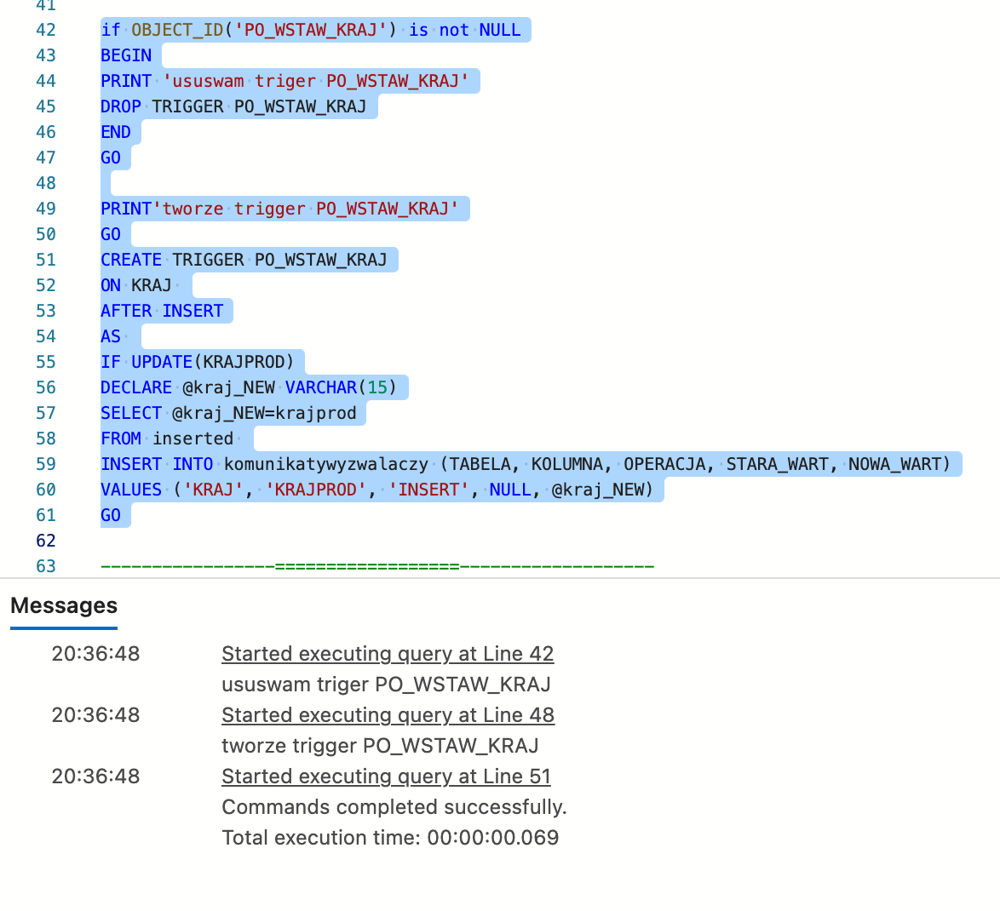 41
42 if OBJECT_ID('PO_WSTAW_KRAJ') is not NULL
43 BEGIN
44 PRINT 'ususwam triger PO_WSTAW_KRAJ'
45 DROP TRIGGER PO_WSTAW_KRAJ
46 END
47 GO
48
49 PRINT'tworze trigger PO_WSTAW_KRAJ'
50 GO
51 CREATE TRIGGER PO_WSTAW_KRAJ
52 ON KRAJ
53 AFTER INSERT
54 AS
55 IF UPDATE(KRAJPROD)
56 DECLARE @kraj_NEW VARCHAR(15)
57 SELECT @kraj_NEW=krajprod
58 FROM inserted
59 INSERT INTO komunikatywyzwalaczy (TABELA, KOLUMNA, OPERACJA, STARA_WART, NOWA_WART)
60 VALUES ('KRAJ', 'KRAJPROD', 'INSERT', NULL, @kraj_NEW)
61 GO
62
63 -----------------==================-------------------
Messages
20:36:48 Started executing query at Line 42
ususwam triger PO_WSTAW_KRAJ
20:36:48 Started executing query at Line 48
tworze trigger PO_WSTAW_KRAJ
20:36:48 Started executing query at Line 51
Commands completed successfully.
Total execution time: 00:00:00.069